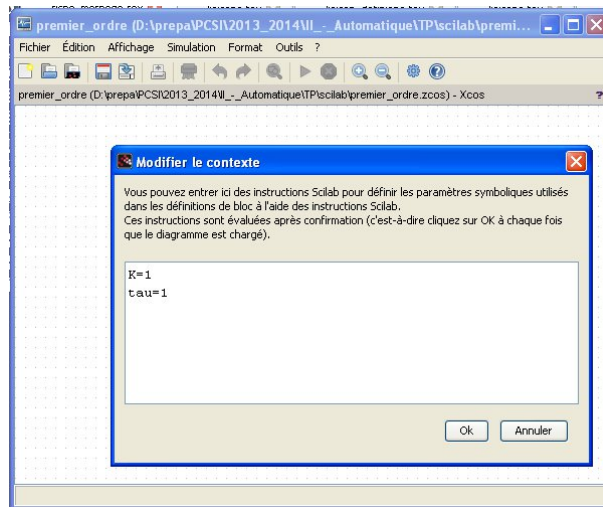 premier_ordre (D:\prepa\PCSI\2013_2014\II_-_Automatique\TP\scilab\premi...
Fichier Édition Affichage Simulation Format Outils ?
premier_ordre (D:\prepa\PCSI\2013_2014\II_-_Automatique\TP\scilab\premier_ordre.zcos) - Xcos
Modifier le contexte
Vous pouvez entrer ici des instructions Scilab pour définir les paramètres symboliques utilisés
dans les définitions de bloc à l'aide des instructions Scilab.
Ces instructions sont évaluées après confirmation (c'est-à-dire cliquez sur OK à chaque fois
que le diagramme est chargé).
K=1
tau=1
Ok Annuler